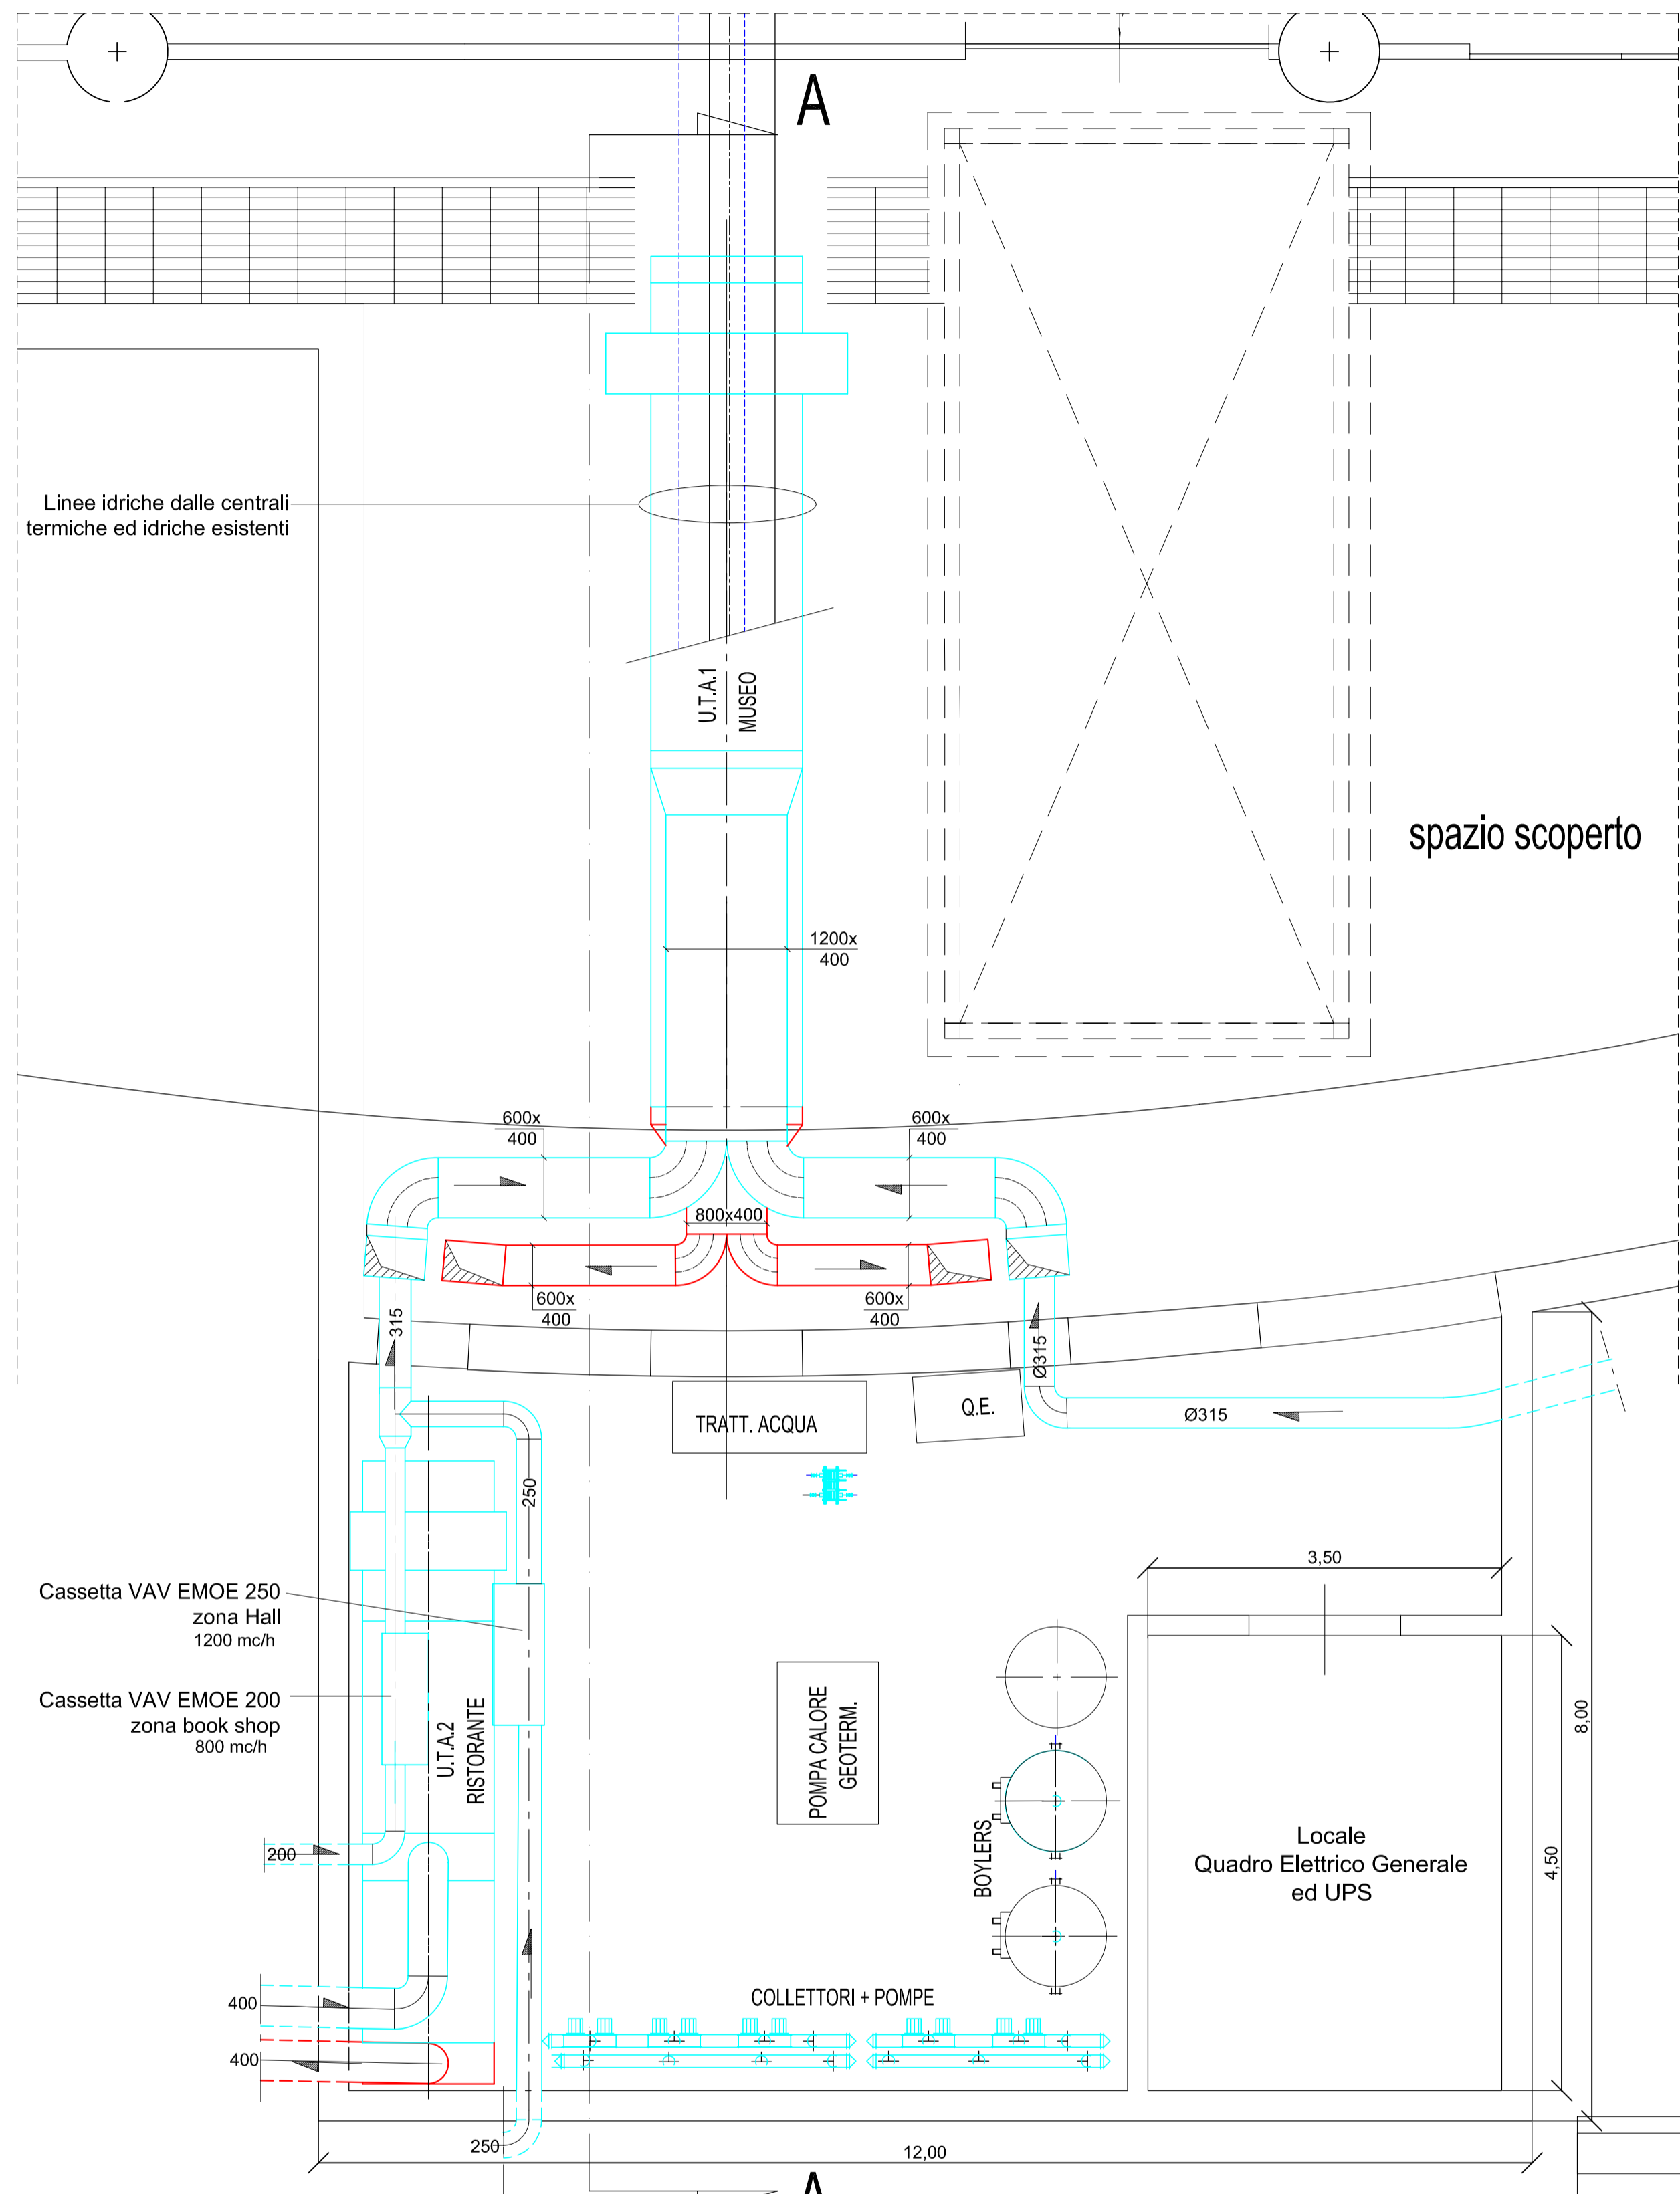 A
Linee idriche dalle centrali
termiche ed idriche esistenti
U.T.A.1
MUSEO
spazio scoperto
1200x
400
600x
400
600x
400
800x400
600x
400
600x
400
315
Ø315
TRATT. ACQUA
Q.E.
Ø315
250
3,50
Cassetta VAV EMOE 250
zona Hall
1200 mc/h
Cassetta VAV EMOE 200
zona book shop
800 mc/h
U.T.A.2
RISTORANTE
POMPA CALORE
GEOTERM.
8,00
BOYLERS
Locale
Quadro Elettrico Generale
ed UPS
4,50
200
COLLETTORI + POMPE
400
400
250
12,00
A